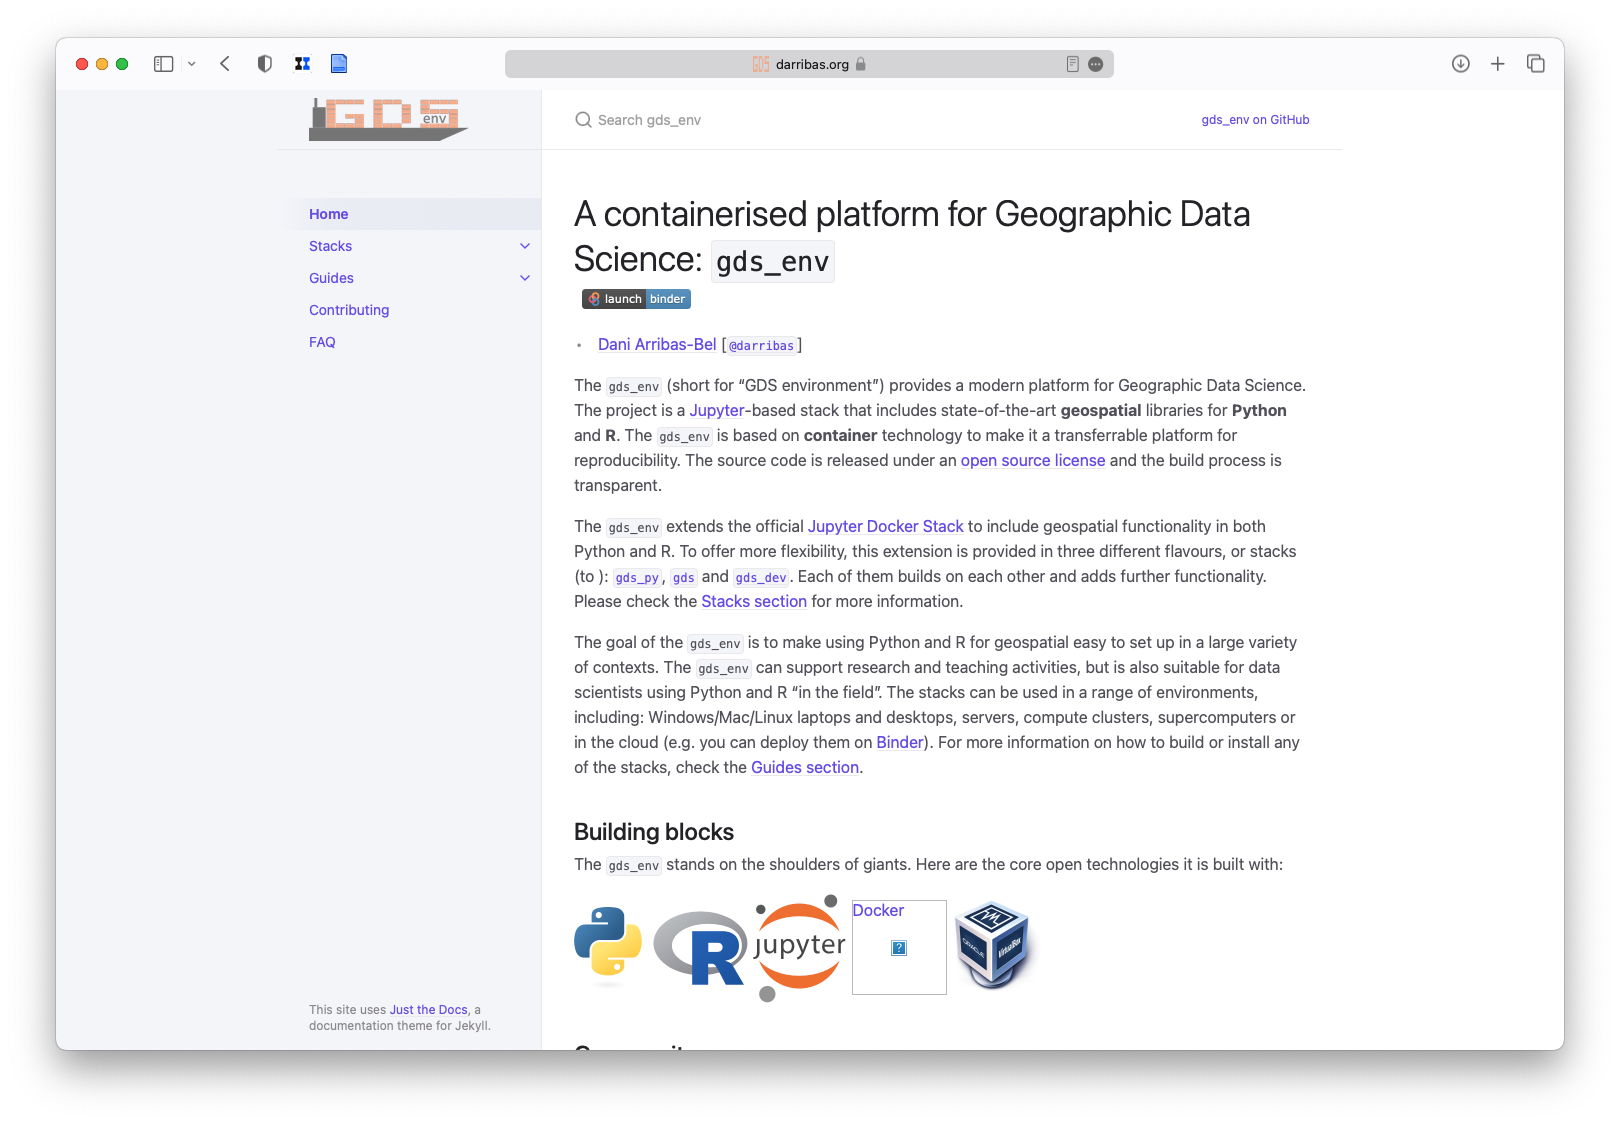 darribas.org
GDS
env
Search gds_env
gds_env on GitHub
Home
Stacks
Guides
Contributing
FAQ
A containerised platform for Geographic Data
Science: gds_env
launch binder
• Dani Arribas-Bel [@darribas]
The gds_env (short for “GDS environment”) provides a modern platform for Geographic Data Science.
The project is a Jupyter-based stack that includes state-of-the-art geospatial libraries for Python
and R. The gds_env is based on container technology to make it a transferrable platform for
reproducibility. The source code is released under an open source license and the build process is
transparent.
The gds_env extends the official Jupyter Docker Stack to include geospatial functionality in both
Python and R. To offer more flexibility, this extension is provided in three different flavours, or stacks
(to ): gds_py, gds and gds_dev. Each of them builds on each other and adds further functionality.
Please check the Stacks section for more information.
The goal of the gds_env is to make using Python and R for geospatial easy to set up in a large variety
of contexts. The gds_env can support research and teaching activities, but is also suitable for data
scientists using Python and R “in the field”. The stacks can be used in a range of environments,
including: Windows/Mac/Linux laptops and desktops, servers, compute clusters, supercomputers or
in the cloud (e.g. you can deploy them on Binder). For more information on how to build or install any
of the stacks, check the Guides section.
Building blocks
The gds_env stands on the shoulders of giants. Here are the core open technologies it is built with:
R
jupyter
Docker
?
ORACLE
VirtualBox
This site uses Just the Docs, a
documentation theme for Jekyll.